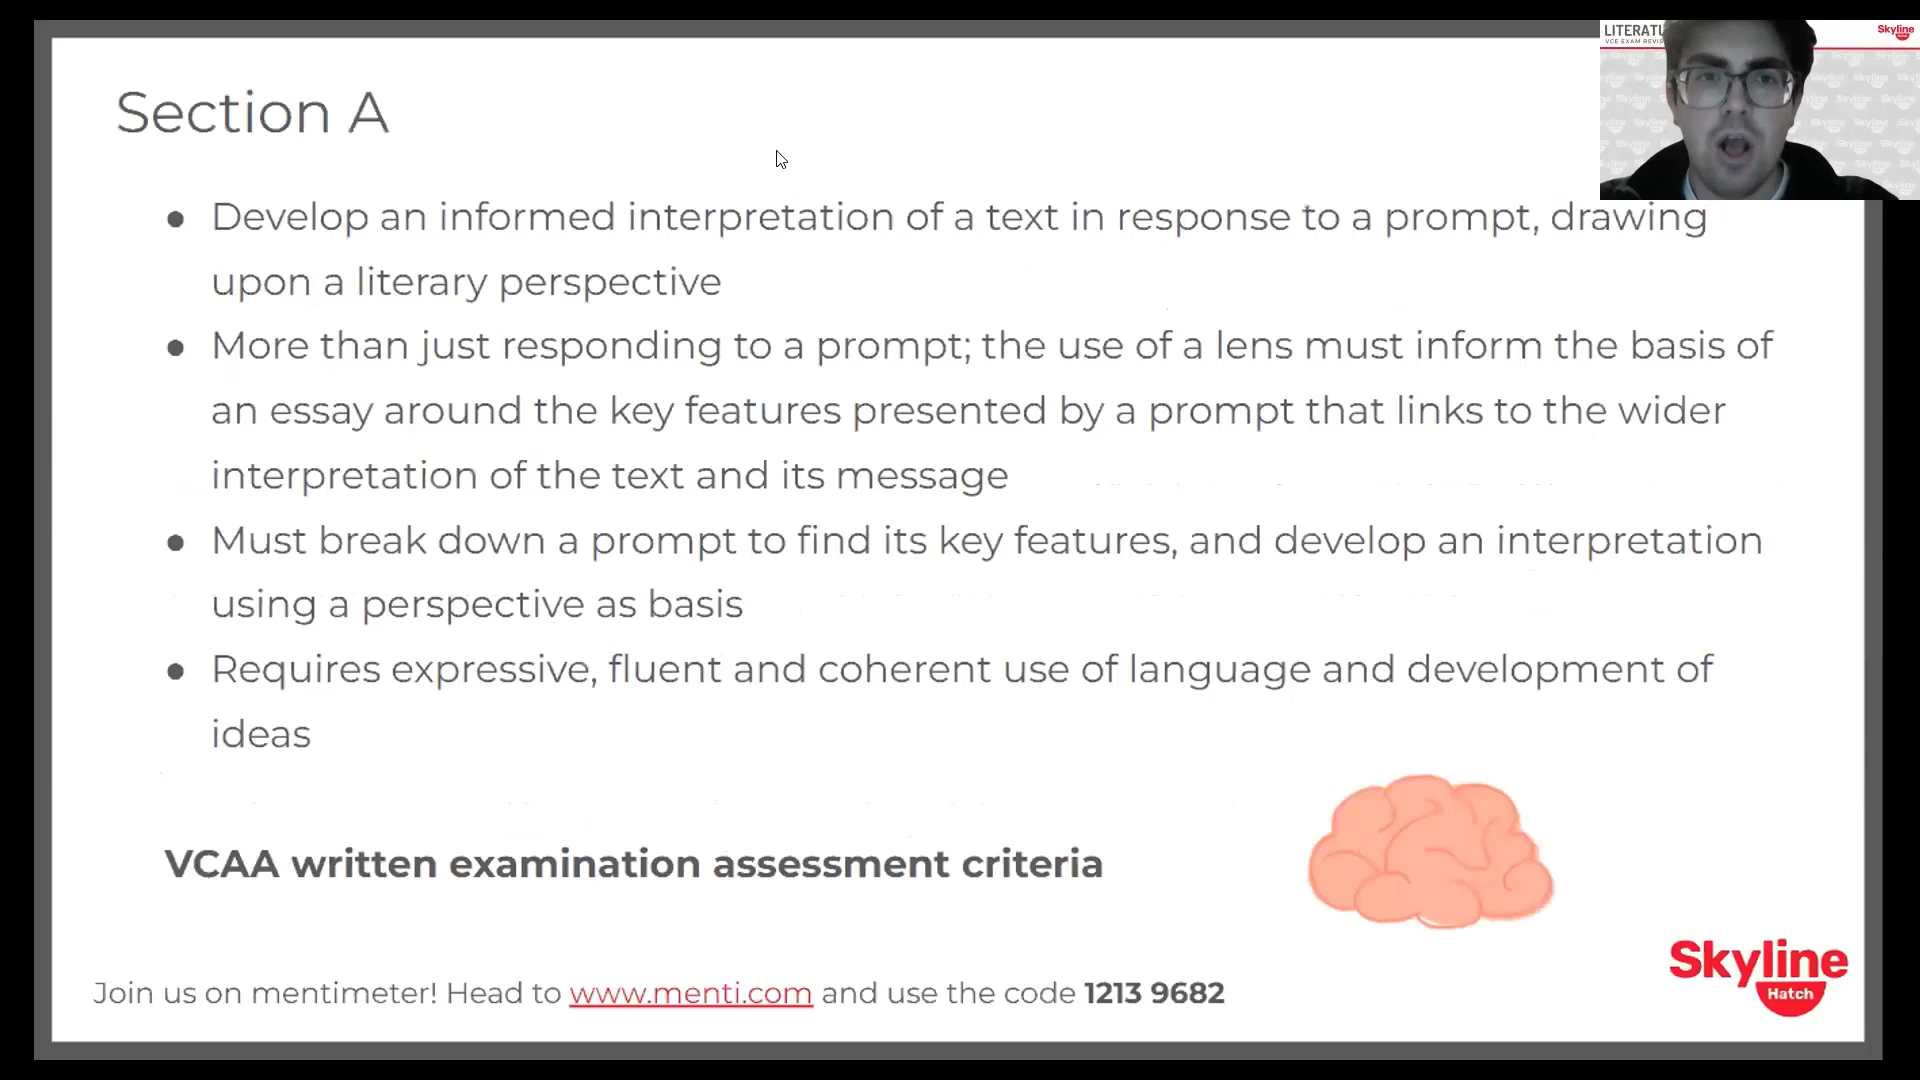 LITERATU
VCE EXAM REVIS
Skyline
Section A
● Develop an informed interpretation of a text in response to a prompt, drawing
upon a literary perspective
● More than just responding to a prompt; the use of a lens must inform the basis of
an essay around the key features presented by a prompt that links to the wider
interpretation of the text and its message
● Must break down a prompt to find its key features, and develop an interpretation
using a perspective as basis
● Requires expressive, fluent and coherent use of language and development of
ideas
VCAA written examination assessment criteria
Join us on mentimeter! Head to www.menti.com and use the code 1213 9682
Skyline
Hatch